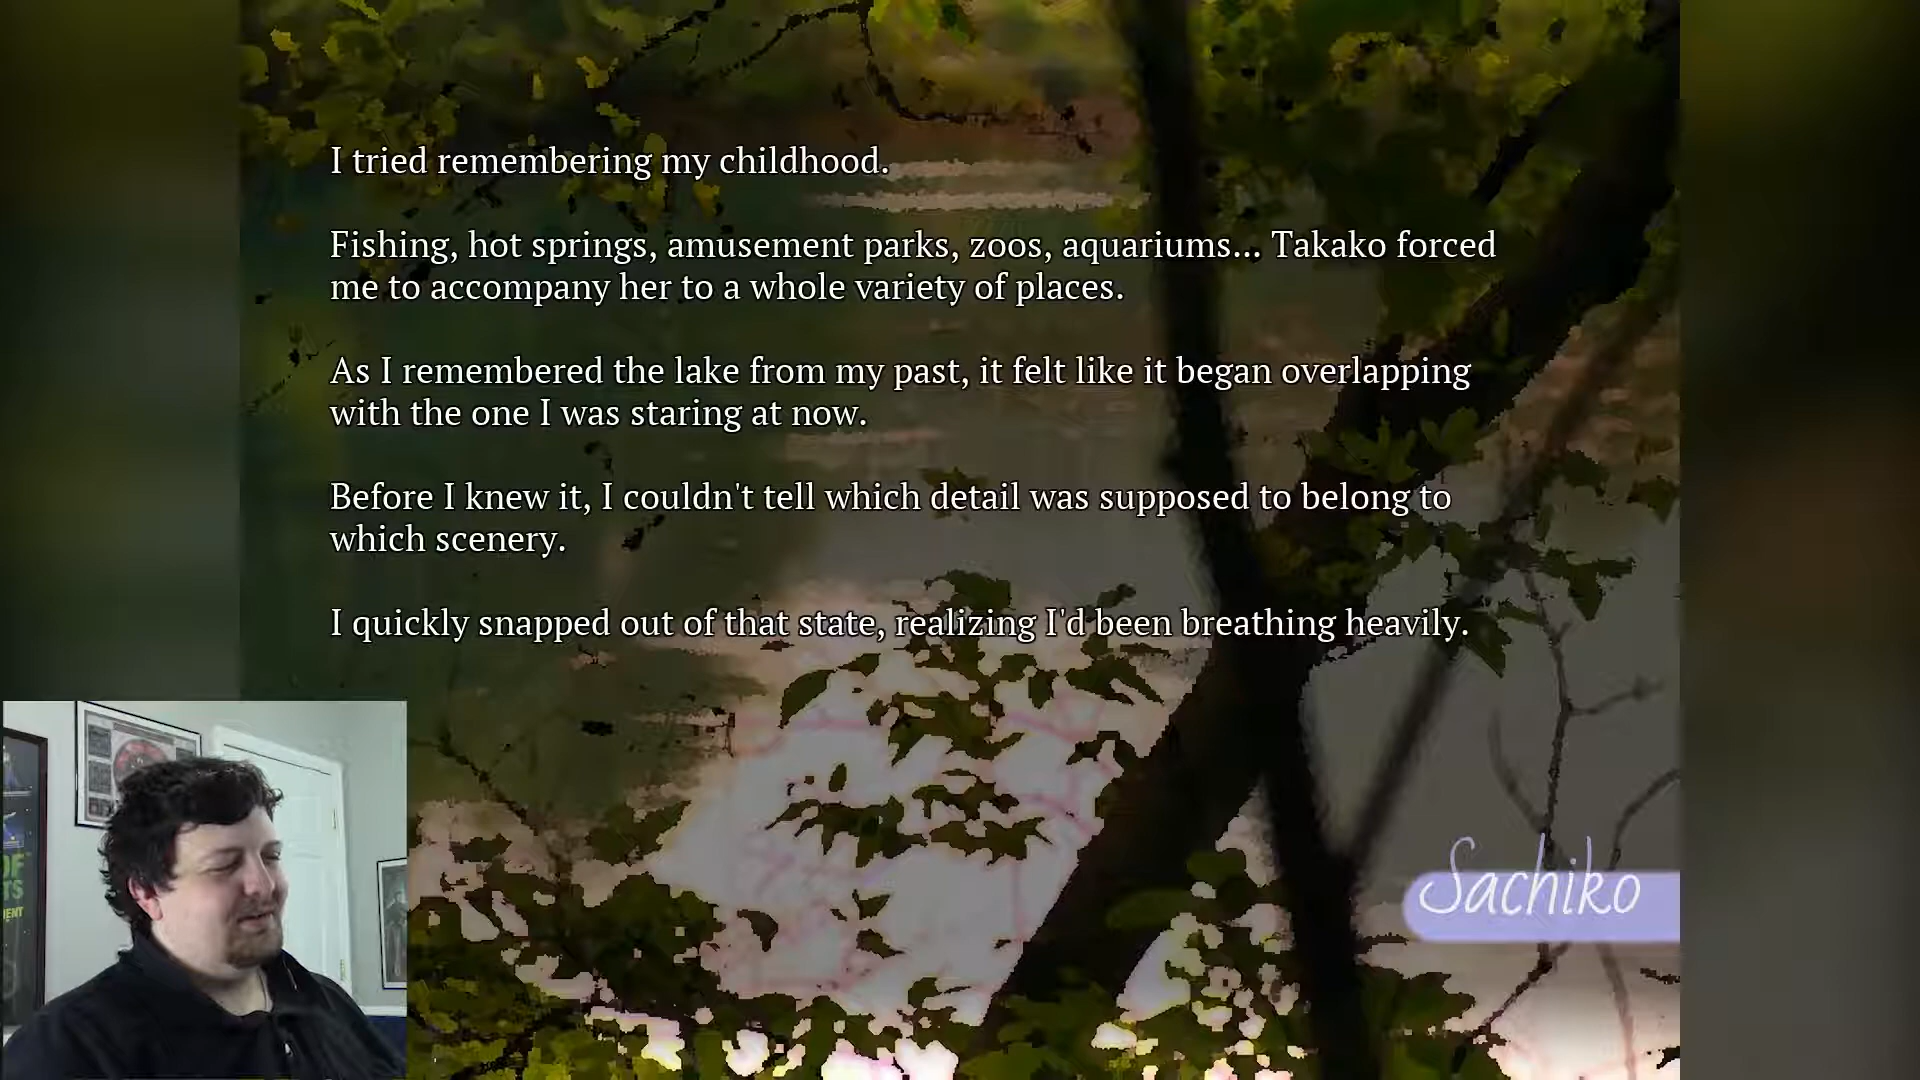 I tried remembering my childhood.
Fishing, hot springs, amusement parks, zoos, aquariums... Takako forced
me to accompany her to a whole variety of places.
As I remembered the lake from my past, it felt like it began overlapping
with the one I was staring at now.
Before I knew it, I couldn't tell which detail was supposed to belong to
which scenery.
I quickly snapped out of that state, realizing I'd been breathing heavily.
Sachiko
OF